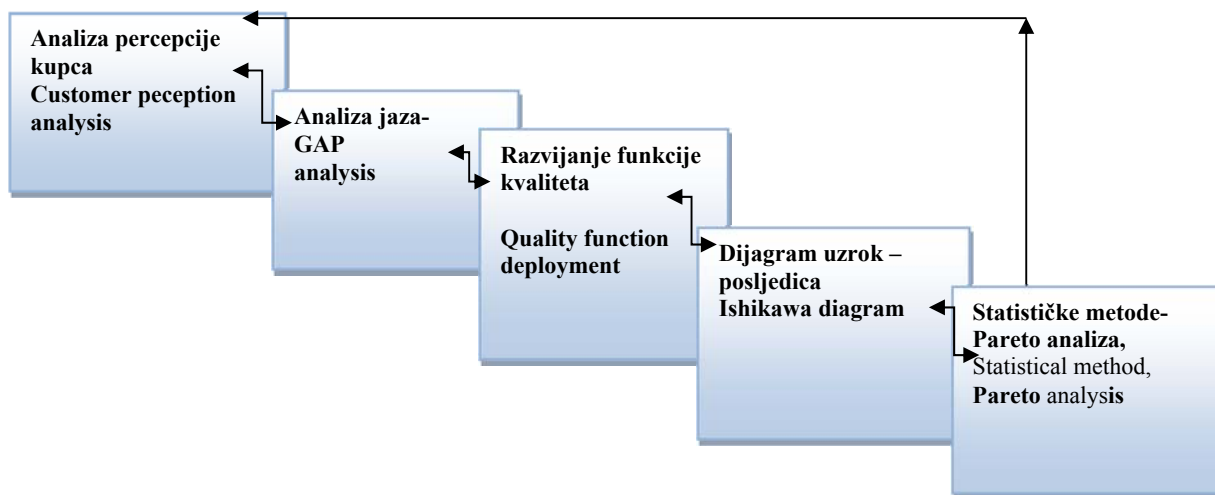 Analiza percepcije
kupca
Customer peception
analysis
Analiza jaza-
GAP
analysis
Razvijanje funkcije
kvaliteta
Quality function
deployment
Dijagram uzrok –
posljedica
Ishikawa diagram
Statističke metode-
Pareto analiza,
Statistical method,
Pareto analysis